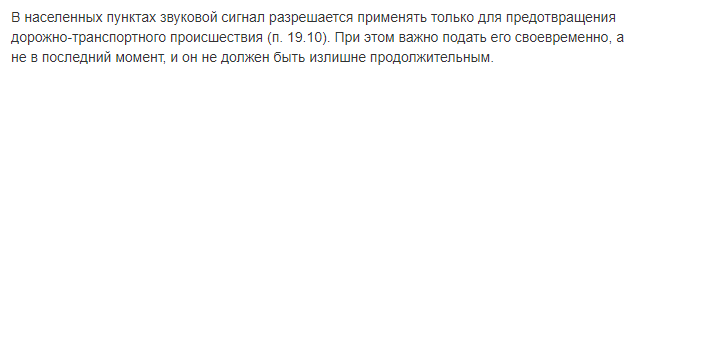 В населенных пунктах звуковой сигнал разрешается применять только для предотвращения
дорожно-транспортного происшествия (п. 19.10). При этом важно подать его своевременно, а
не в последний момент, и он не должен быть излишне продолжительным.